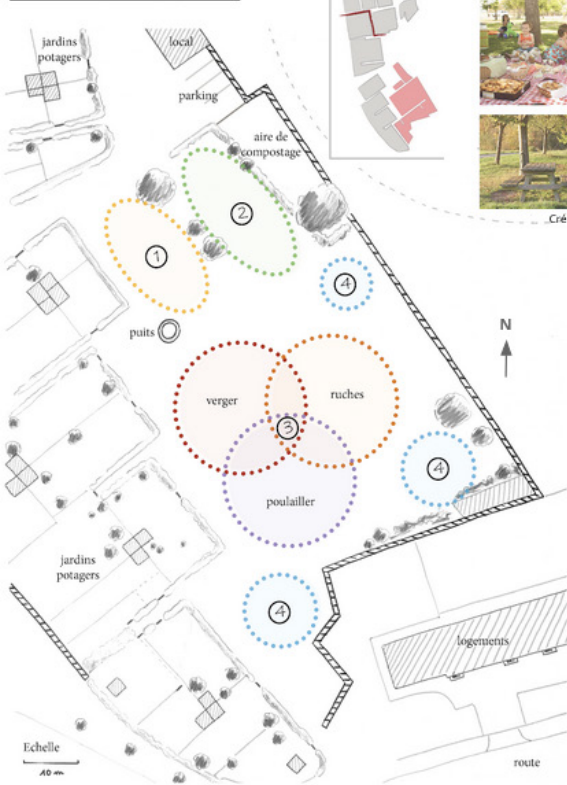 jardins
potagers
local
parking
aire de
compostage
2
1
4
Cré
puits
N
verger
ruches
3
4
poulailler
jardins
potagers
4
logements
Echelle
10 m
route